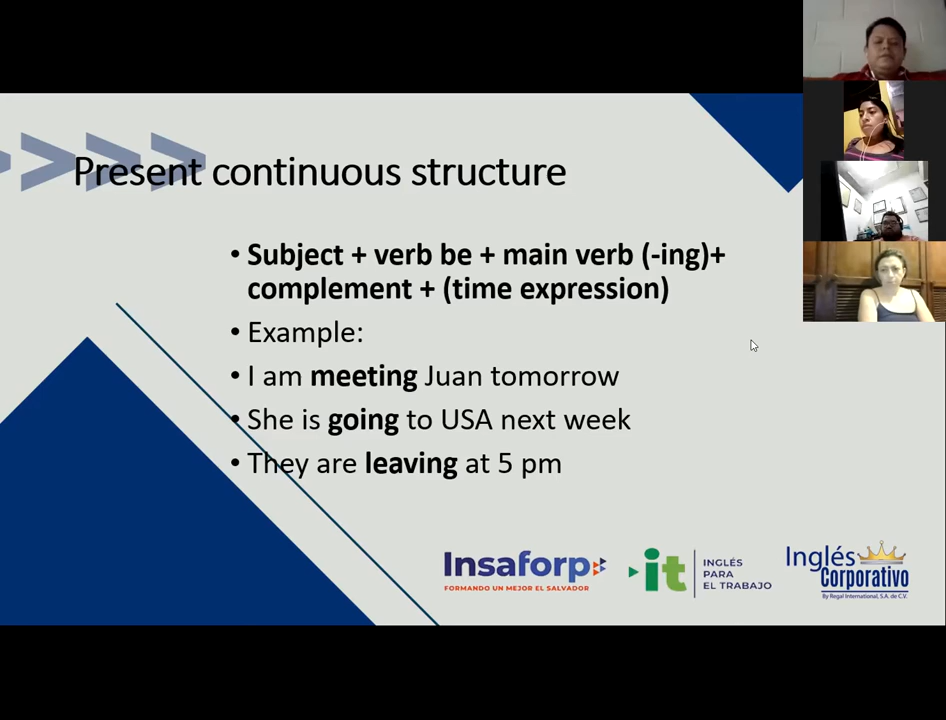 Present continuous structure
• Subject + verb be + main verb (-ing)+
complement + (time expression)
• Example:
• I am meeting Juan tomorrow
• She is going to USA next week
• They are leaving at 5 pm
Insaforp
FORMANDO UN MEJOR EL SALVADOR
it
INGLÉS
PARA
EL TRABAJO
Inglés
Corporativo
By Regal International, S.A. de C.V.